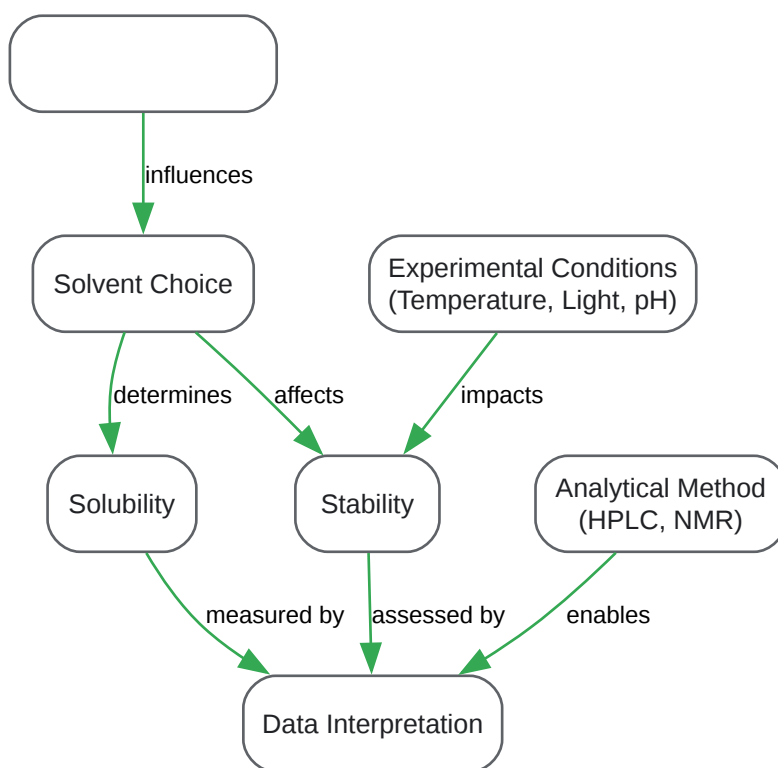 influences
Solvent Choice
Experimental Conditions
(Temperature, Light, pH)
determines
affects
impacts
Solubility
Stability
Analytical Method
(HPLC, NMR)
measured by
assessed by
enables
Data Interpretation